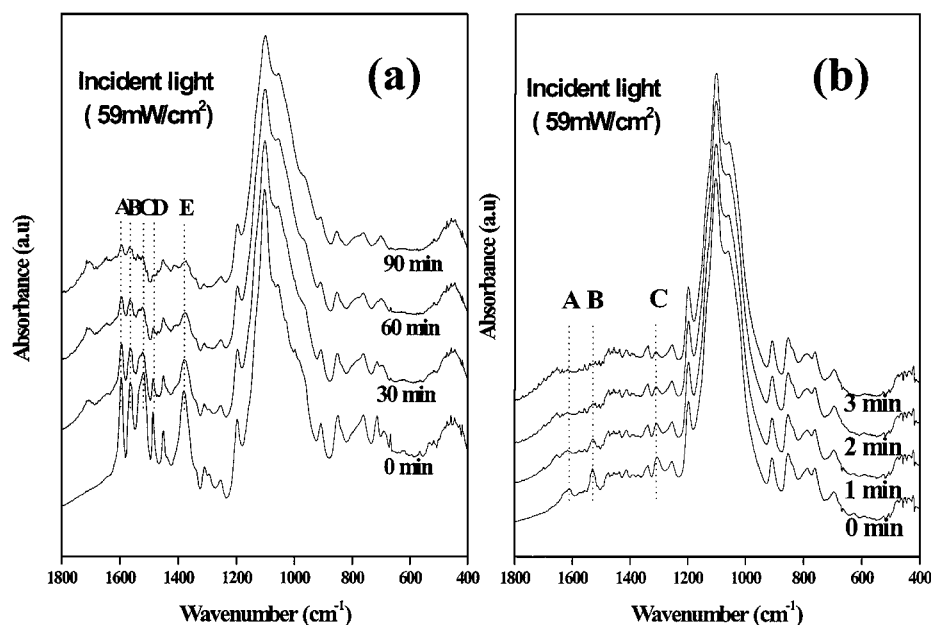 (a)
Incident light
( 59mW/cm²)
A B C D E
90 min
60 min
30 min
0 min
Absorbance (a.u)
1800 1600 1400 1200 1000 800 600 400
Wavenumber (cm⁻¹)
(b)
Incident light
( 59mW/cm²)
A B C
3 min
2 min
1 min
0 min
Absorbance (a.u)
1800 1600 1400 1200 1000 800 600 400
Wavenumber (cm⁻¹)